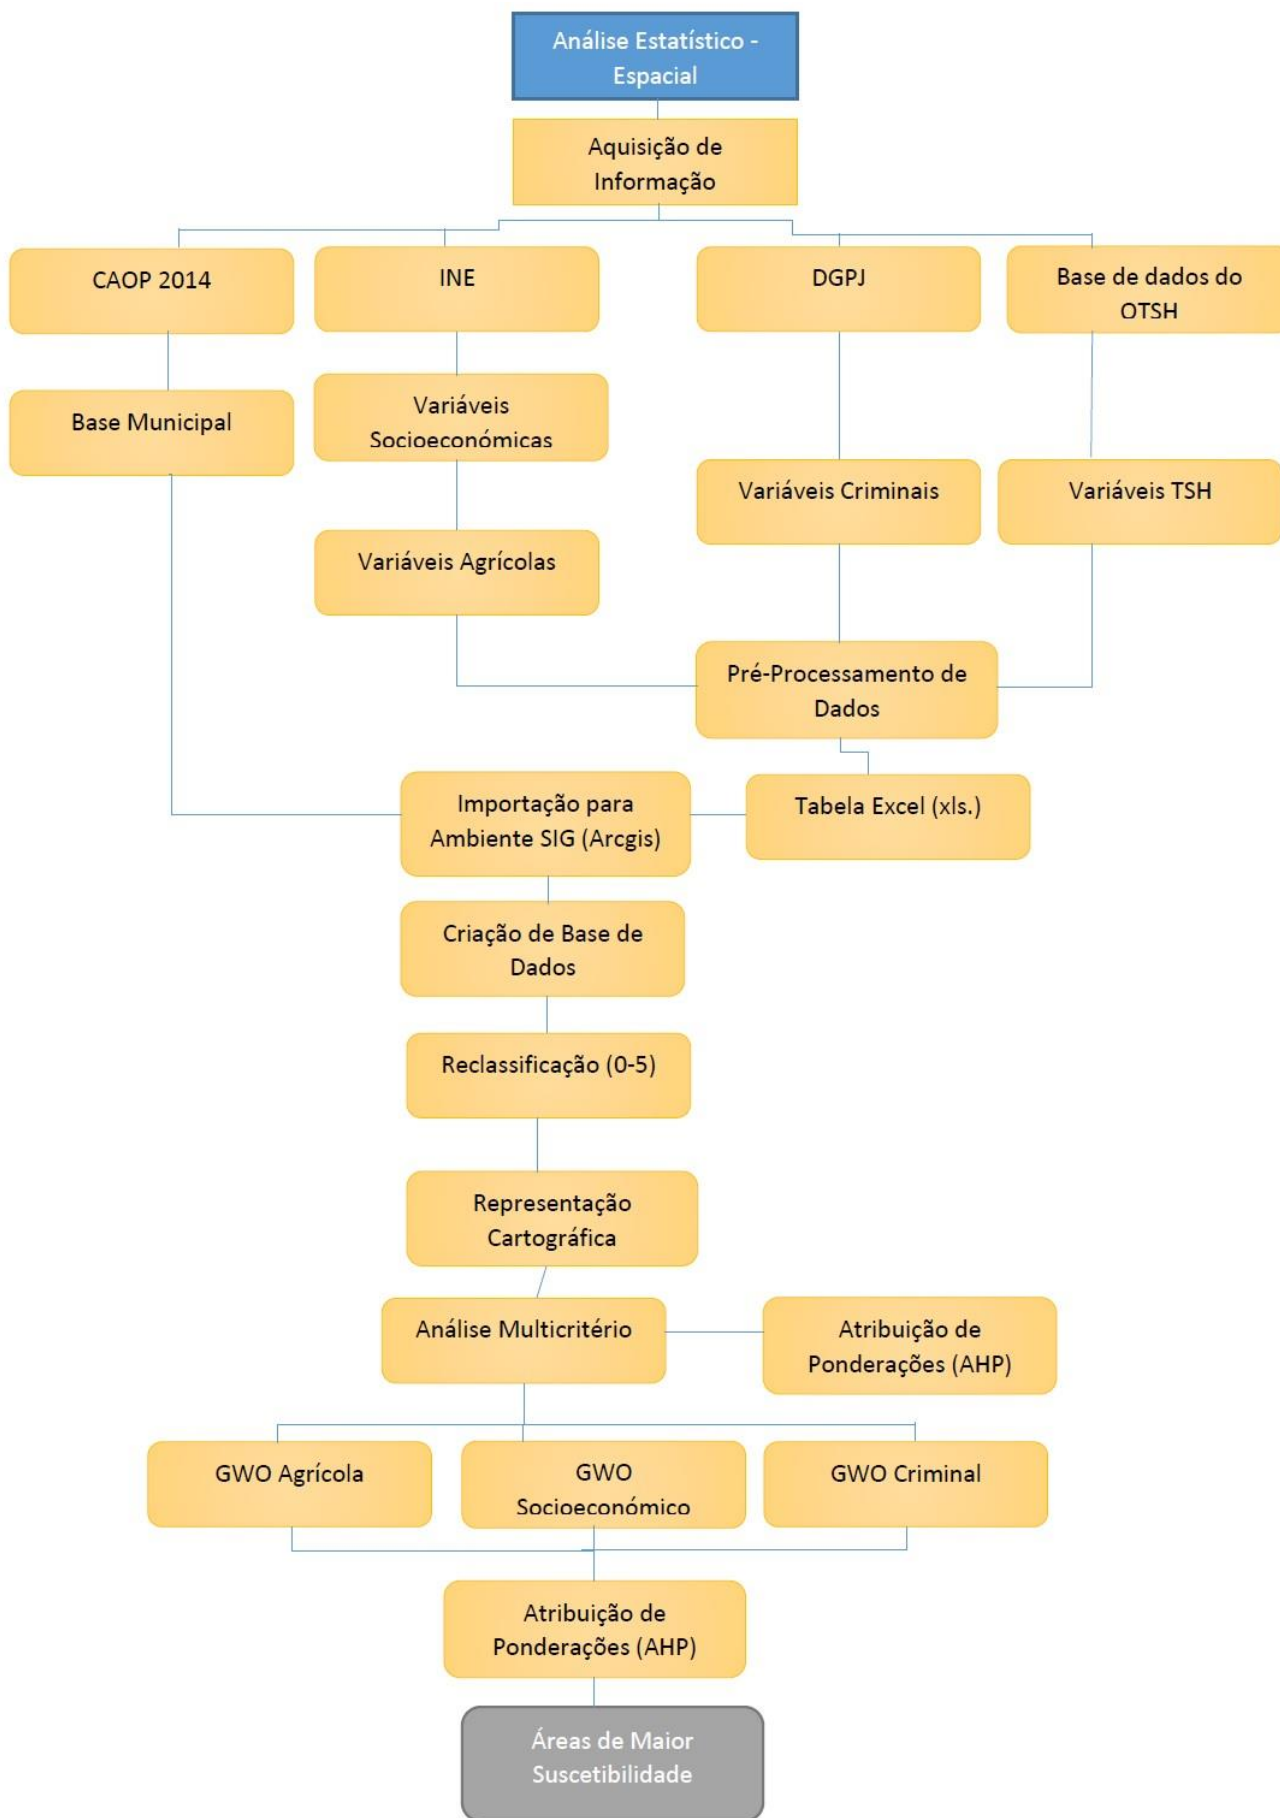 Análise Estatístico -
Espacial
Aquisição de
Informação
CAOP 2014
INE
DGPJ
Base de dados do
OTSH
Base Municipal
Variáveis
Socioeconómicas
Variáveis Criminais
Variáveis TSH
Variáveis Agrícolas
Pré-Processamento de
Dados
Importação para
Ambiente SIG (Arcgis)
Tabela Excel (xls.)
Criação de Base de
Dados
Reclassificação (0-5)
Representação
Cartográfica
Análise Multicritério
Atribuição de
Ponderações (AHP)
GWO Agrícola
GWO
Socioeconómico
GWO Criminal
Atribuição de
Ponderações (AHP)
Áreas de Maior
Suscetibilidade